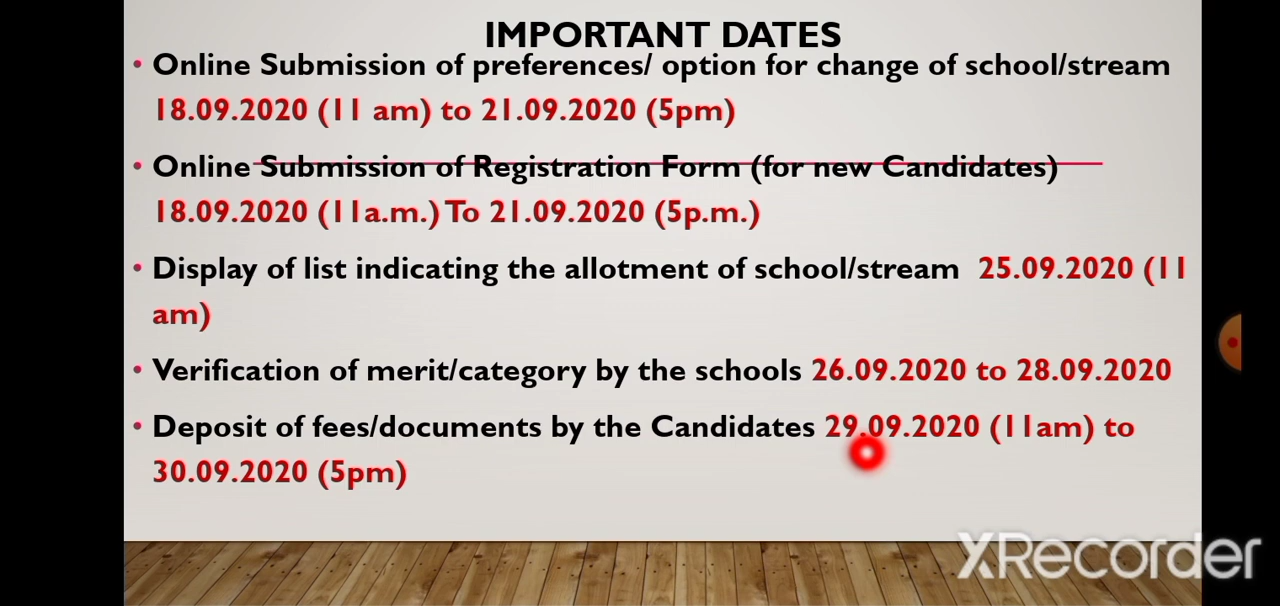 IMPORTANT DATES
• Online Submission of preferences/ option for change of school/stream
18.09.2020 (11 am) to 21.09.2020 (5pm)
• Online Submission of Registration Form (for new Candidates)
18.09.2020 (11a.m.) To 21.09.2020 (5p.m.)
• Display of list indicating the allotment of school/stream 25.09.2020 (11
am)
• Verification of merit/category by the schools 26.09.2020 to 28.09.2020
• Deposit of fees/documents by the Candidates 29.09.2020 (11am) to
30.09.2020 (5pm)
XRecorder